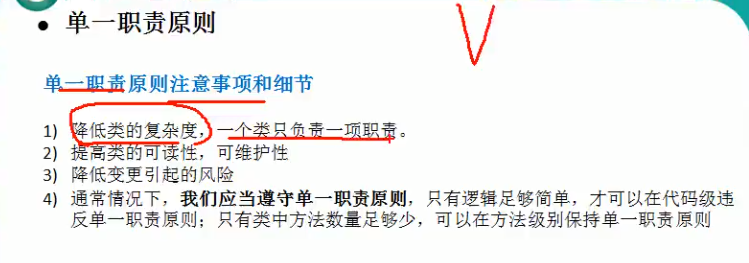 ● 单一职责原则
单一职责原则注意事项和细节
1) 降低类的复杂度，一个类只负责一项职责。
2) 提高类的可读性，可维护性
3) 降低变更引起的风险
4) 通常情况下，我们应当遵守单一职责原则，只有逻辑足够简单，才可以在代码级违
反单一职责原则；只有类中方法数量足够少，可以在方法级别保持单一职责原则